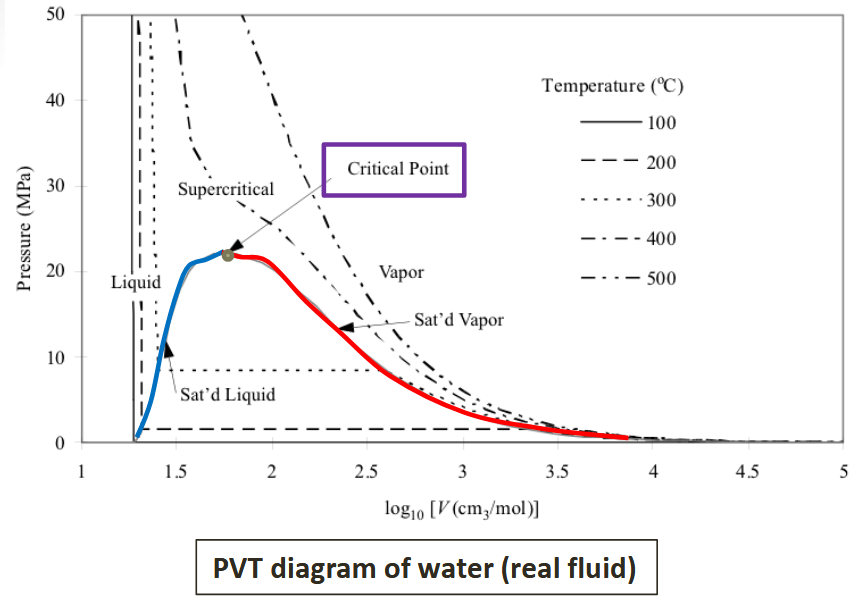 50
40
30
20
10
0
Pressure (MPa)
Temperature (ºC)
100
200
300
400
500
Critical Point
Supercritical
Liquid
Vapor
Sat’d Vapor
Sat’d Liquid
1 1.5 2 2.5 3 3.5 4 4.5 5
log10 [V(cm3/mol)]
PVT diagram of water (real fluid)